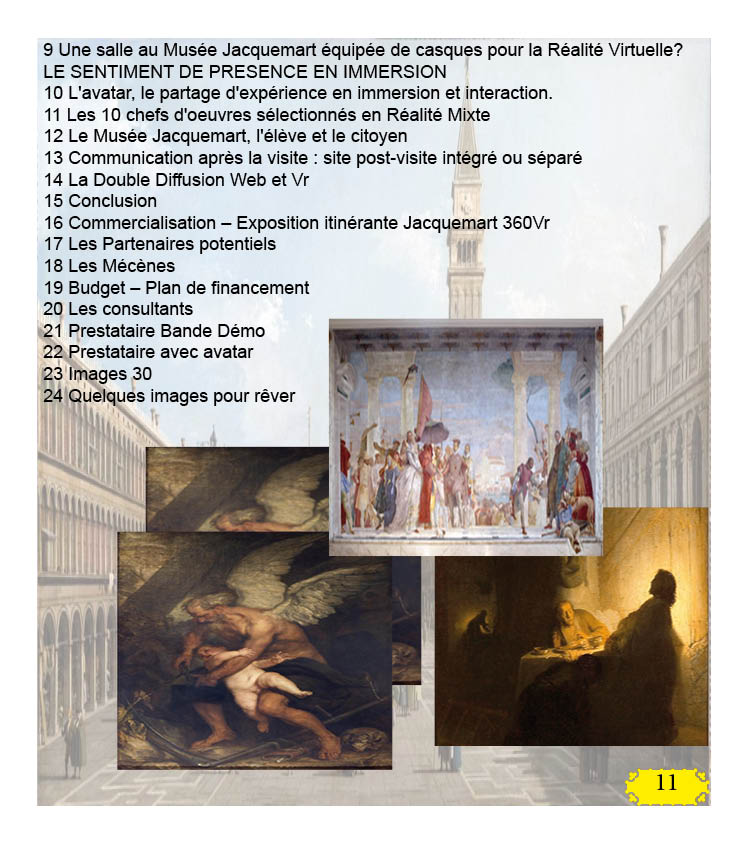 9 Une salle au Musée Jacquemart équipée de casques pour la Réalité Virtuelle?
LE SENTIMENT DE PRESENCE EN IMMERSION
10 L'avatar, le partage d'expérience en immersion et interaction.
11 Les 10 chefs d'oeuvres sélectionnés en Réalité Mixte
12 Le Musée Jacquemart, l'élève et le citoyen
13 Communication après la visite : site post-visite intégré ou séparé
14 La Double Diffusion Web et Vr
15 Conclusion
16 Commercialisation – Exposition itinérante Jacquemart 360Vr
17 Les Partenaires potentiels
18 Les Mécènes
19 Budget – Plan de financement
20 Les consultants
21 Prestataire Bande Démo
22 Prestataire avec avatar
23 Images 30
24 Quelques images pour rêver
11